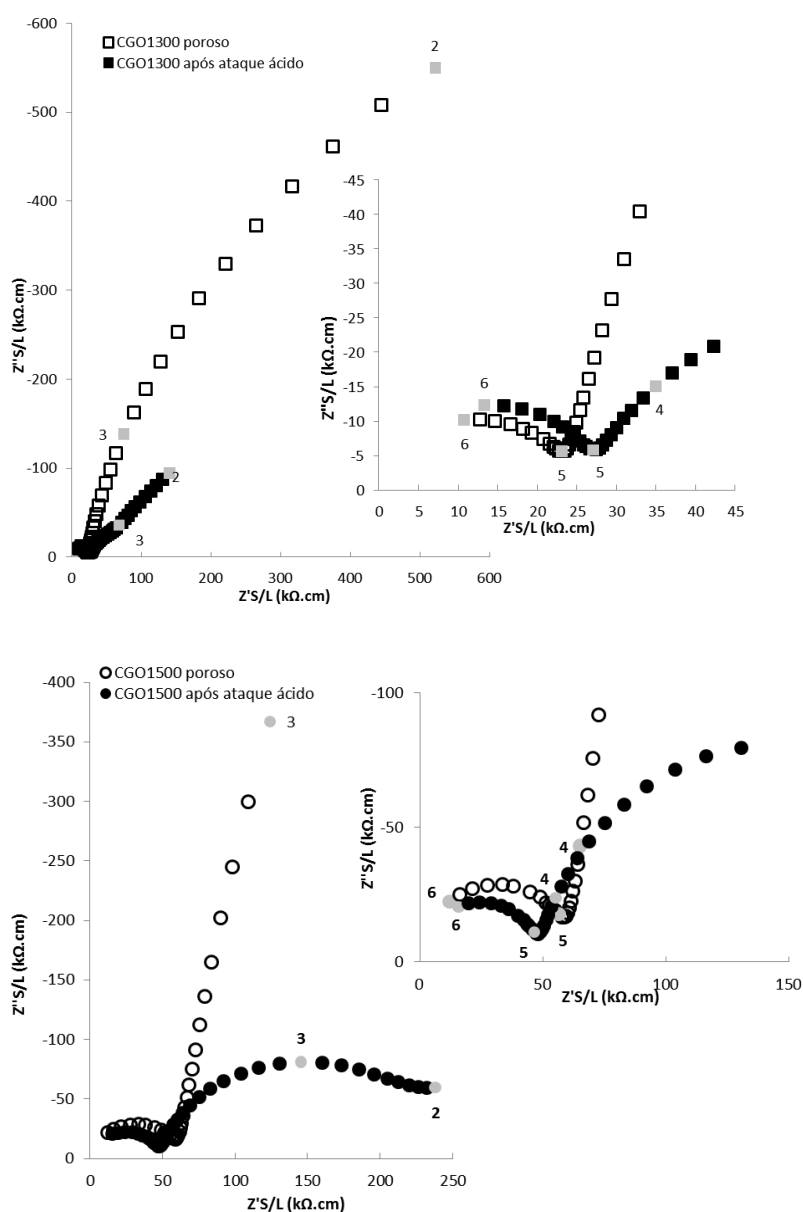 -600
-500
-400
-300
-200
-100
0
Z''S/L (kΩ.cm)
CGO1300 poroso
CGO1300 após ataque ácido
2
3
2
3
0 100 200 300 400 500 600
Z'S/L (kΩ.cm)
-45
-40
-35
-30
-25
-20
-15
-10
-5
0
Z''S/L (kΩ.cm)
6
6
5
5
4
0 5 10 15 20 25 30 35 40 45
Z'S/L (kΩ.cm)
CGO1500 poroso
CGO1500 após ataque ácido
-400
-350
-300
-250
-200
-150
-100
-50
0
Z''S/L (kΩ.cm)
3
3
2
0 50 100 150 200 250
Z'S/L (kΩ.cm)
-100
-50
0
Z''S/L (kΩ.cm)
4
4
6
6
5
5
0 50 100 150
Z'S/L (kΩ.cm)